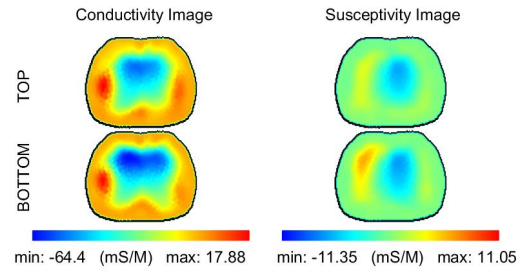 Conductivity Image Susceptivity Image
TOP
BOTTOM
min: -64.4 (mS/M) max: 17.88 min: -11.35 (mS/M) max: 11.05